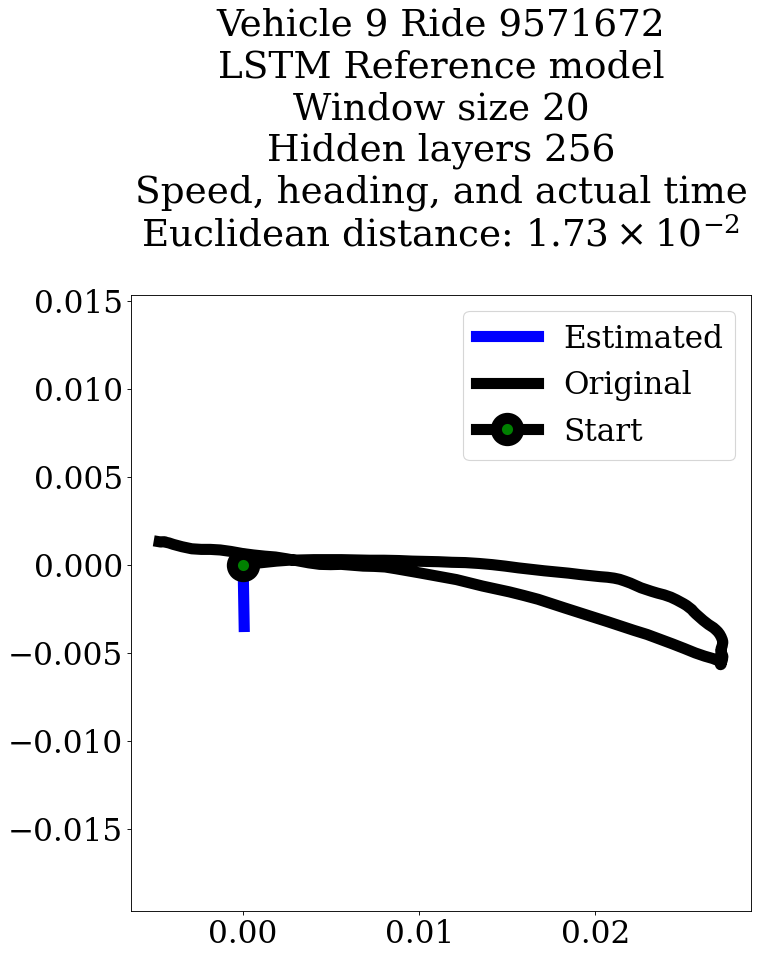 Vehicle 9 Ride 9571672
LSTM Reference model
Window size 20
Hidden layers 256
Speed, heading, and actual time
Euclidean distance: 1.73 × 10⁻²
0.015
0.010
0.005
0.000
−0.005
−0.010
−0.015
Estimated
Original
Start
0.00 0.01 0.02